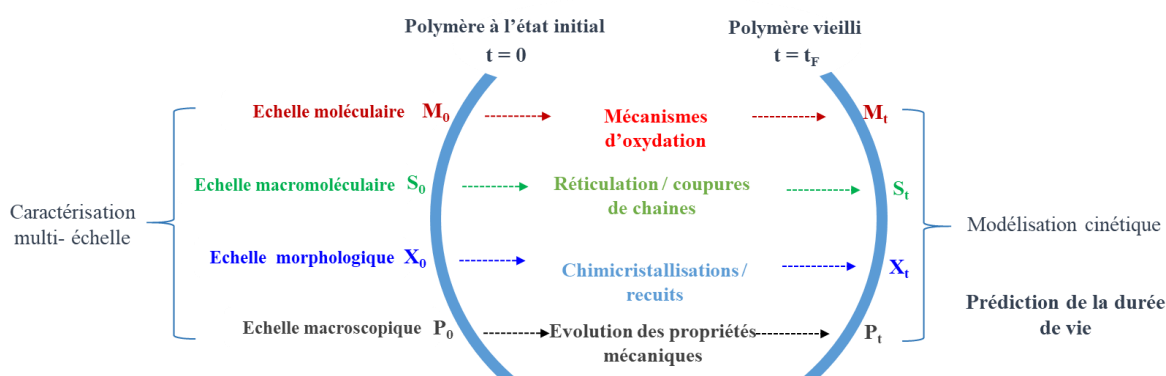 Polymère à l'état initial
t = 0
Polymère vieilli
t = tF
Echelle moléculaire M0
Mécanismes
d'oxydation
Mt
Echelle macromoléculaire S0
Réticulation / coupures
de chaines
St
Caractérisation
multi- échelle
Modélisation cinétique
Echelle morphologique X0
Chimicristallisations /
recuits
Xt
Prédiction de la durée
de vie
Echelle macroscopique P0
Evolution des propriétés
mécaniques
Pt